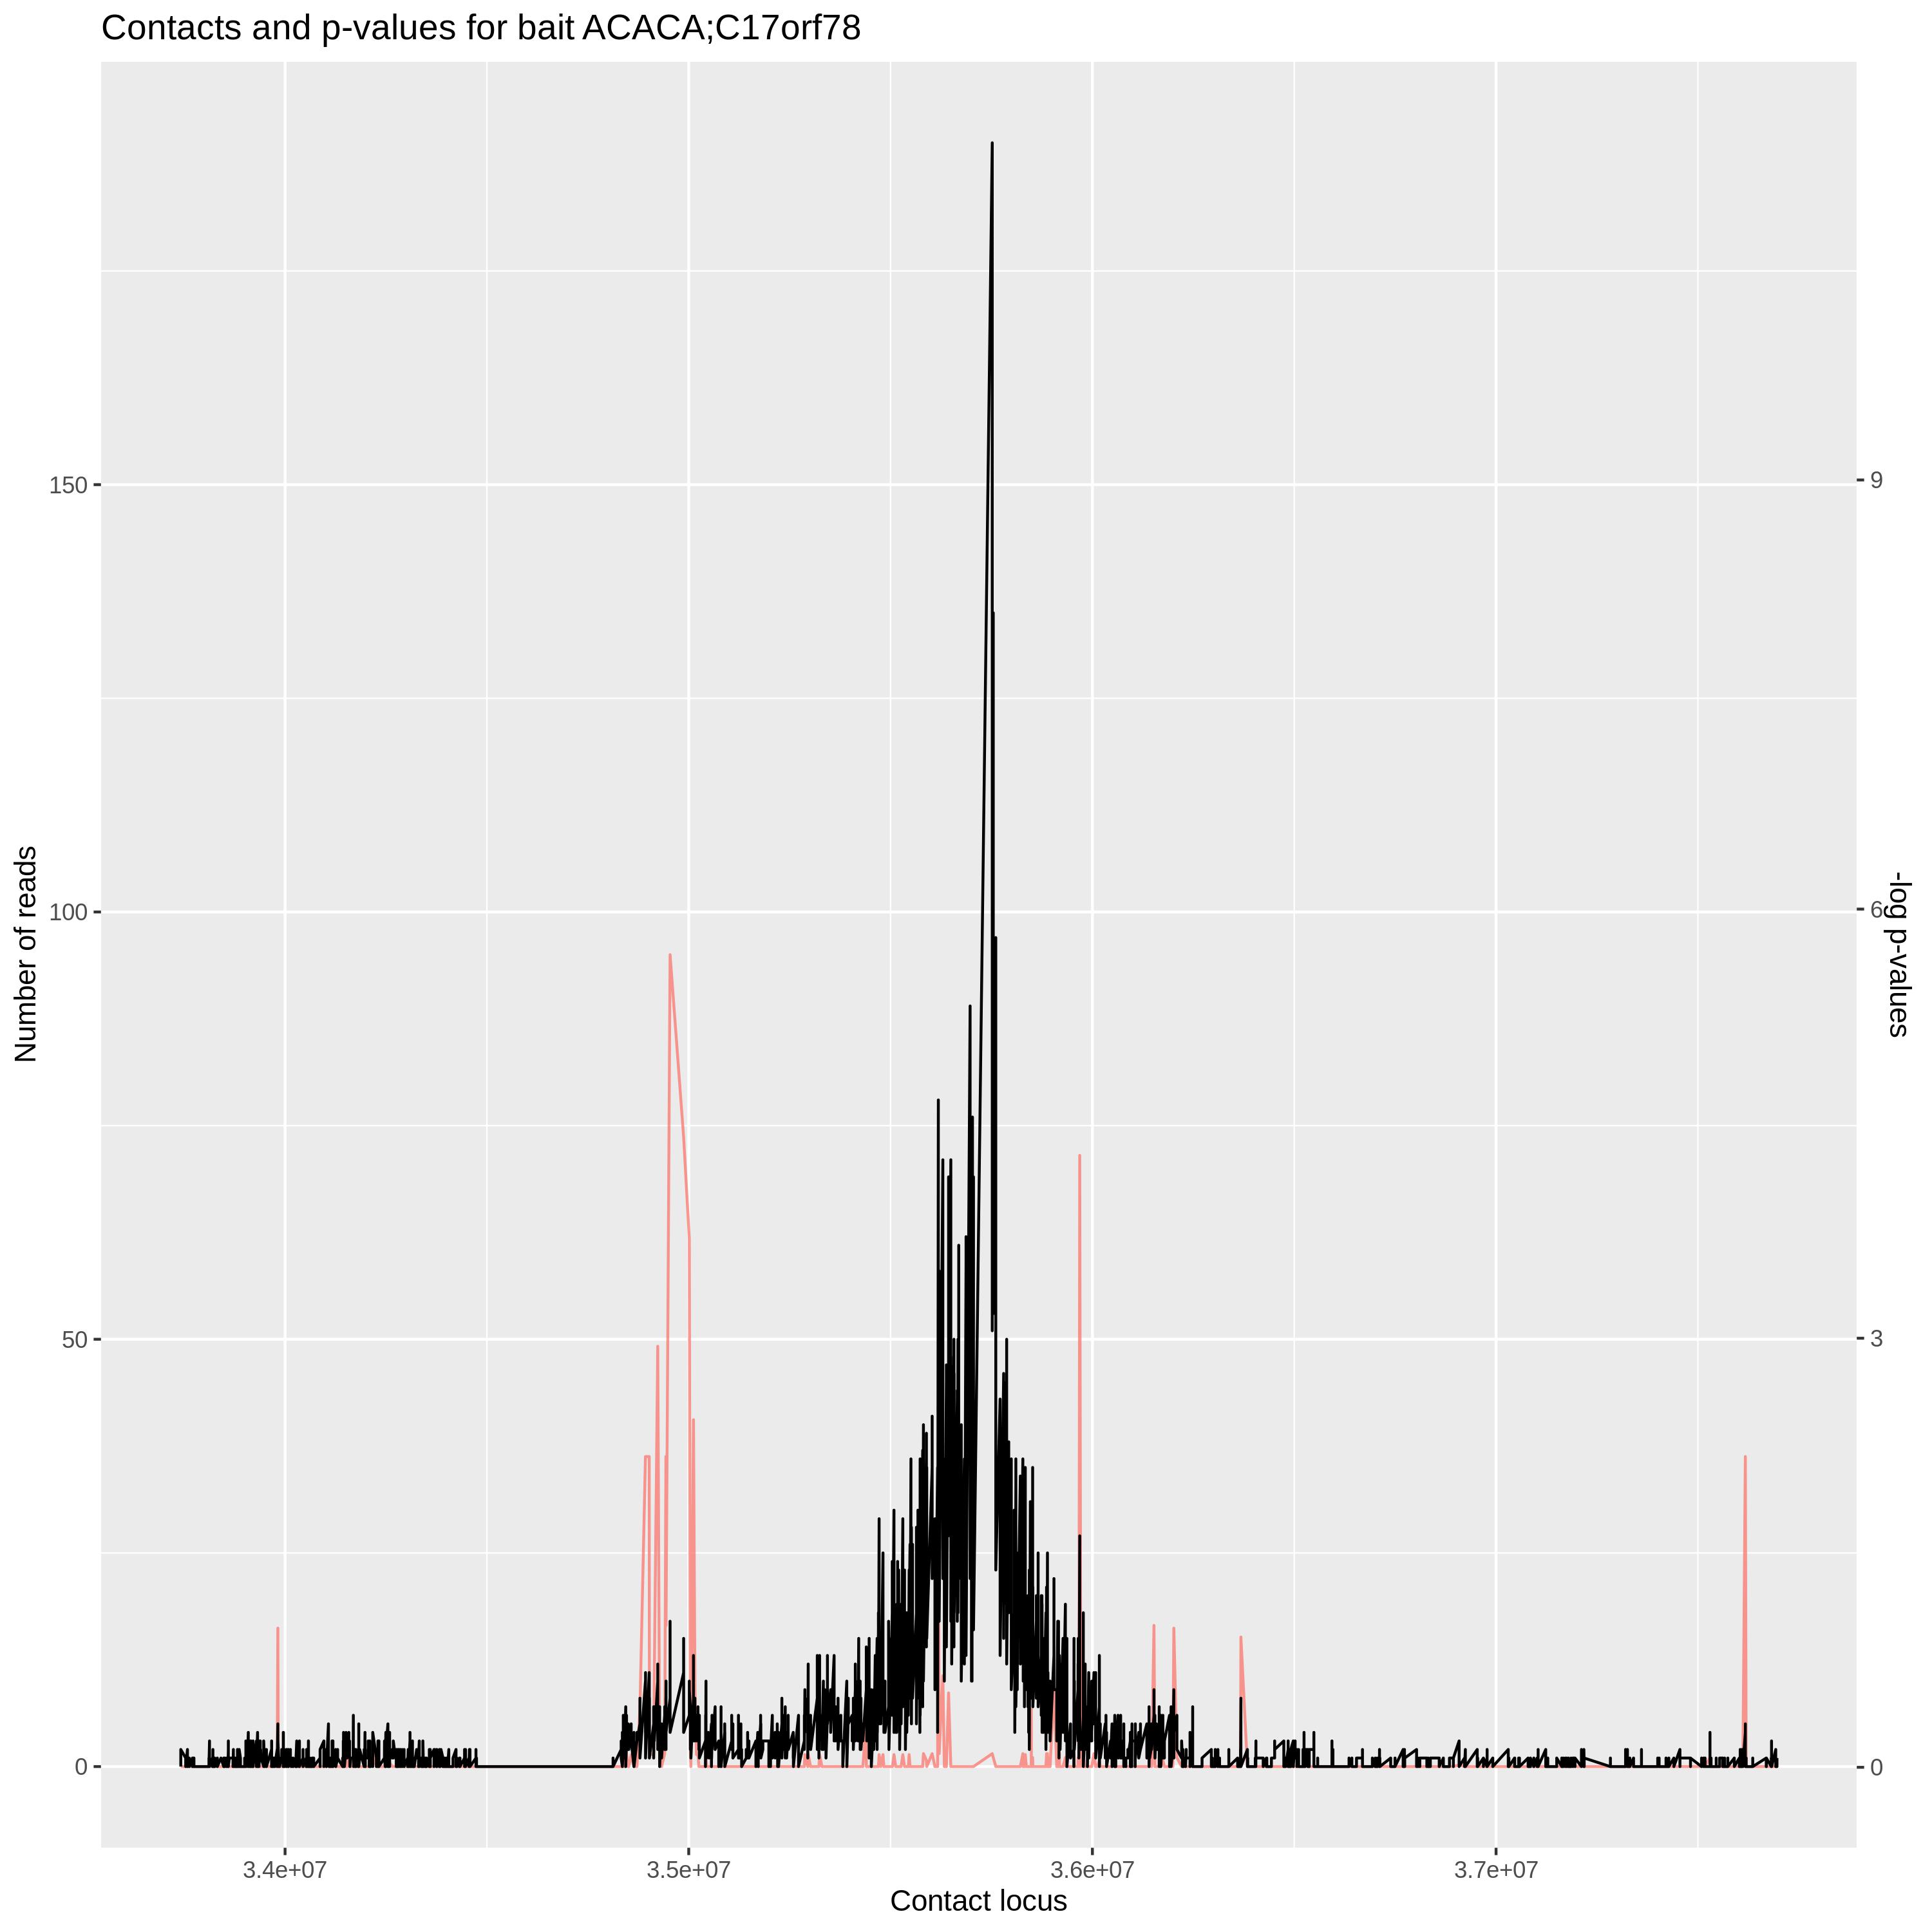 Contacts and p-values for bait ACACA;C17orf78
Number of reads
150
100
50
0
9
6
3
0
-log p-values
3.4e+07 3.5e+07 3.6e+07 3.7e+07
Contact locus